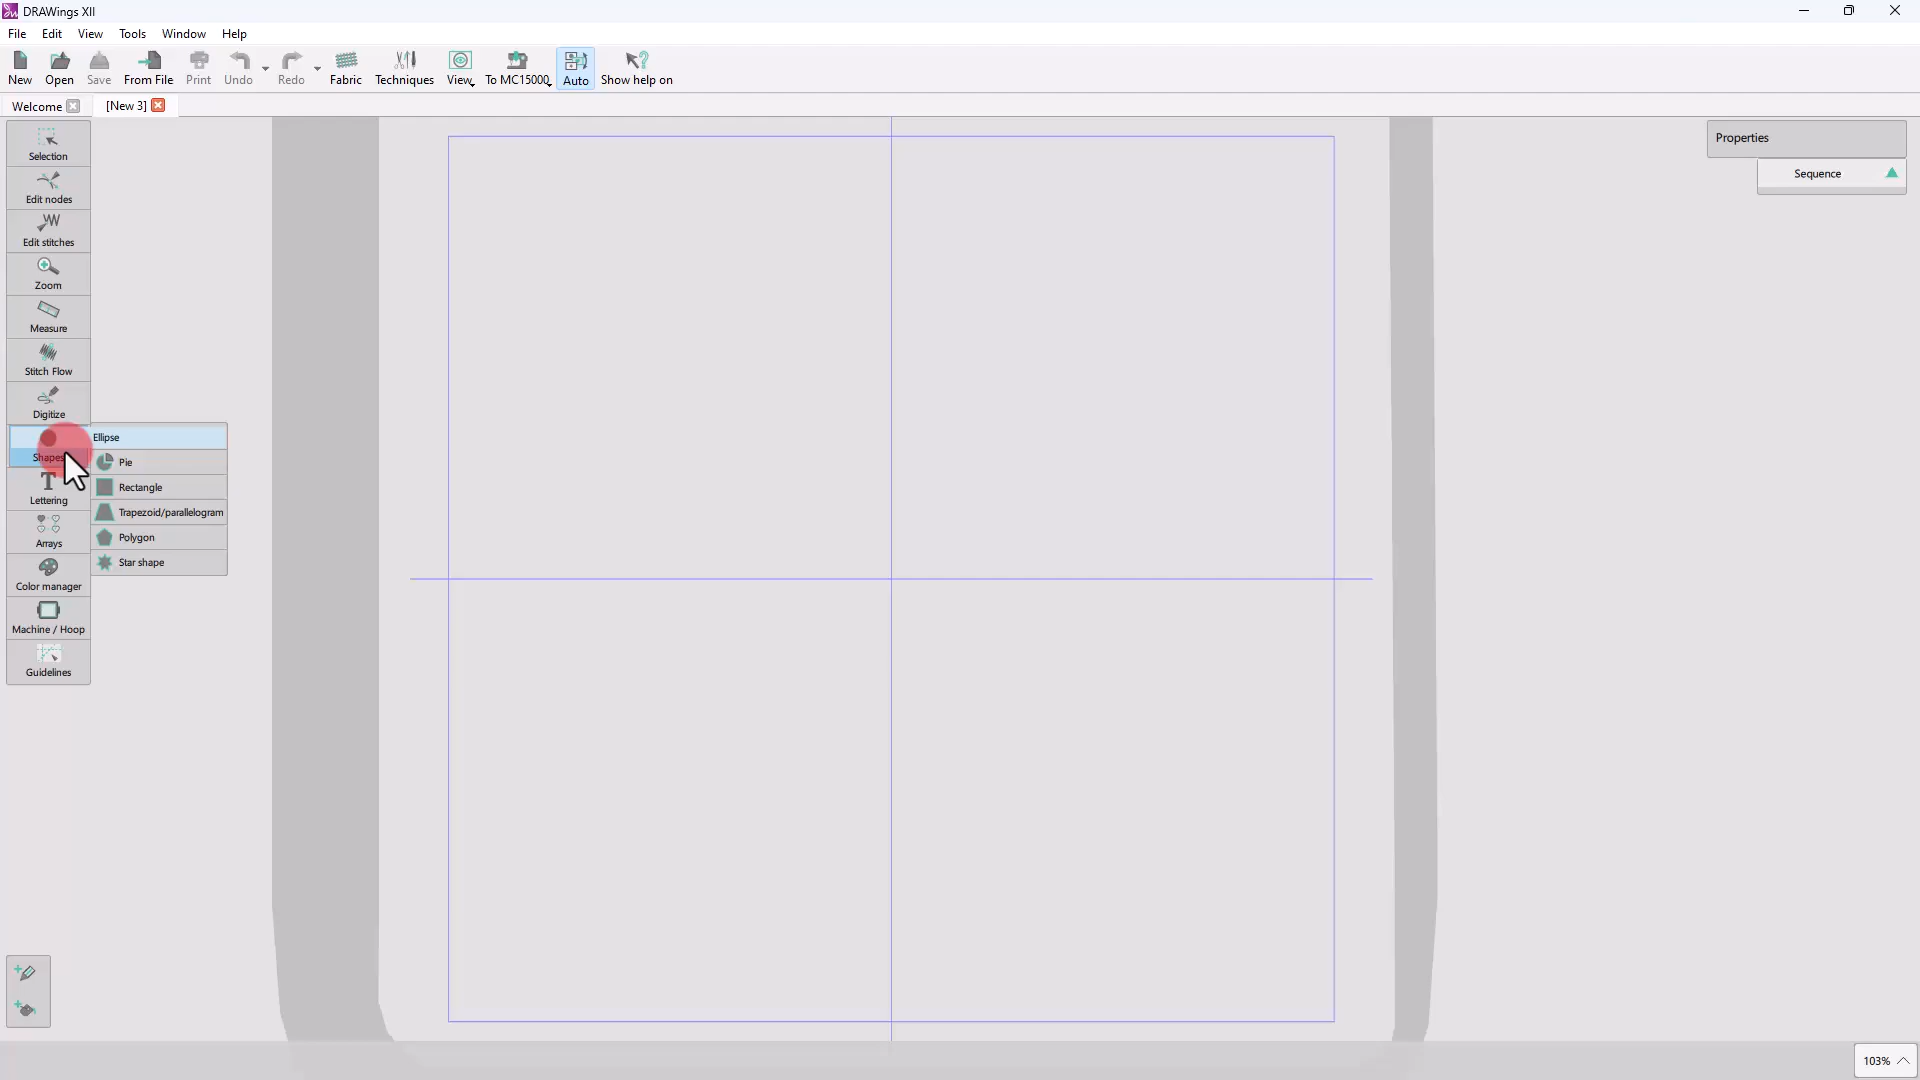 DRAWings XII
File Edit View Tools Window Help
New Open Save From File Print Undo Redo Fabric Techniques View To MC15000 Auto Show help on
Welcome [New 3]
Selection
Edit nodes
Edit stitches
Zoom
Measure
Stitch Flow
Digitize
Shapes
Lettering
Arrays
Color manager
Machine / Hoop
Guidelines
Ellipse
Pie
Rectangle
Trapezoid/parallelogram
Polygon
Star shape
Properties
Sequence
103%